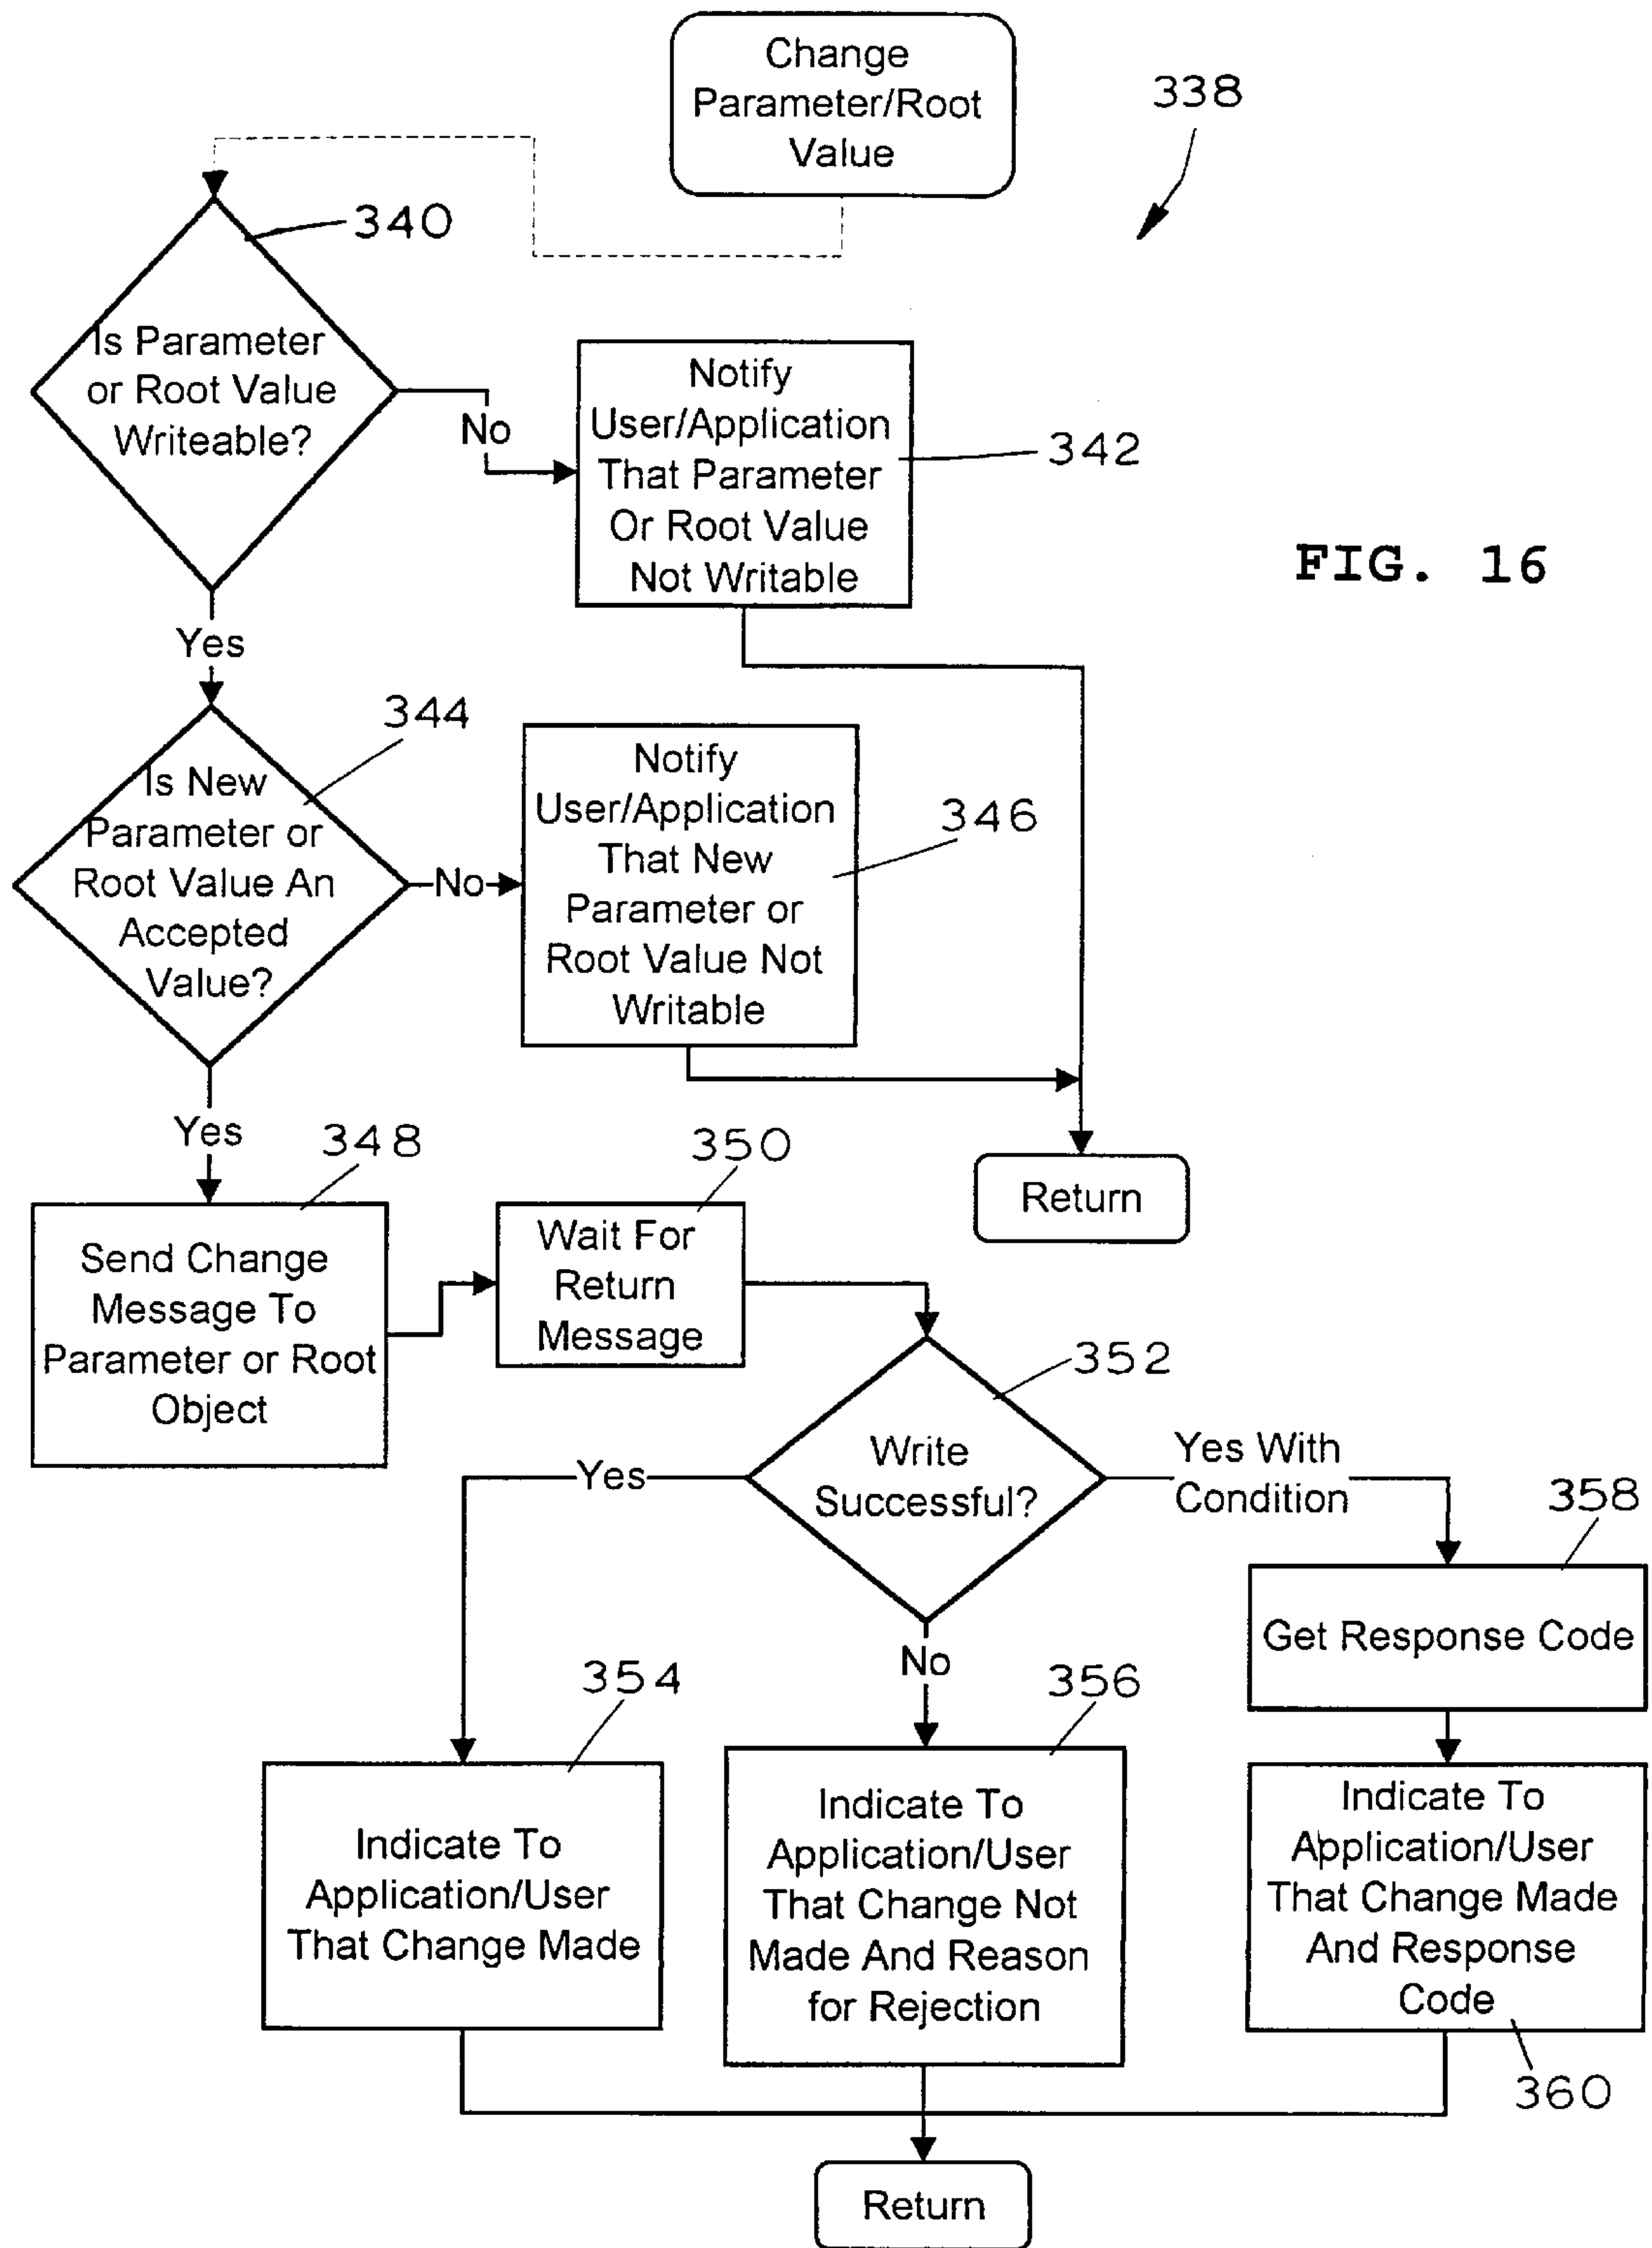 Change
Parameter/Root
Value
338
340
Is Parameter
or Root Value
Writeable?
No
Notify
User/Application
That Parameter
Or Root Value
Not Writable
342
FIG. 16
Yes
344
Is New
Parameter or
Root Value An
Accepted
Value?
No
Notify
User/Application
That New
Parameter or
Root Value Not
Writable
346
Return
Yes
348
Send Change
Message To
Parameter or Root
Object
350
Wait For
Return
Message
352
Write
Successful?
Yes
Yes With
Condition
358
Get Response Code
No
354
Indicate To
Application/User
That Change Made
356
Indicate To
Application/User
That Change Not
Made And Reason
for Rejection
Indicate To
Application/User
That Change Made
And Response
Code
360
Return